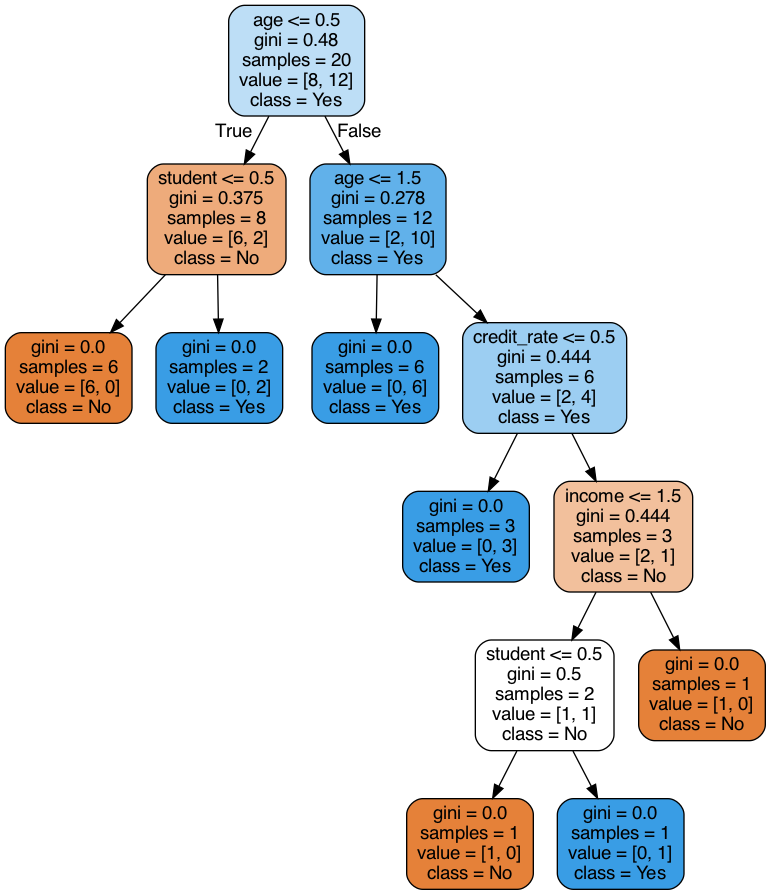 age <= 0.5
gini = 0.48
samples = 20
value = [8, 12]
class = Yes
True
False
student <= 0.5
gini = 0.375
samples = 8
value = [6, 2]
class = No
age <= 1.5
gini = 0.278
samples = 12
value = [2, 10]
class = Yes
gini = 0.0
samples = 6
value = [6, 0]
class = No
gini = 0.0
samples = 2
value = [0, 2]
class = Yes
gini = 0.0
samples = 6
value = [0, 6]
class = Yes
credit_rate <= 0.5
gini = 0.444
samples = 6
value = [2, 4]
class = Yes
gini = 0.0
samples = 3
value = [0, 3]
class = Yes
income <= 1.5
gini = 0.444
samples = 3
value = [2, 1]
class = No
student <= 0.5
gini = 0.5
samples = 2
value = [1, 1]
class = No
gini = 0.0
samples = 1
value = [1, 0]
class = No
gini = 0.0
samples = 1
value = [1, 0]
class = No
gini = 0.0
samples = 1
value = [0, 1]
class = Yes